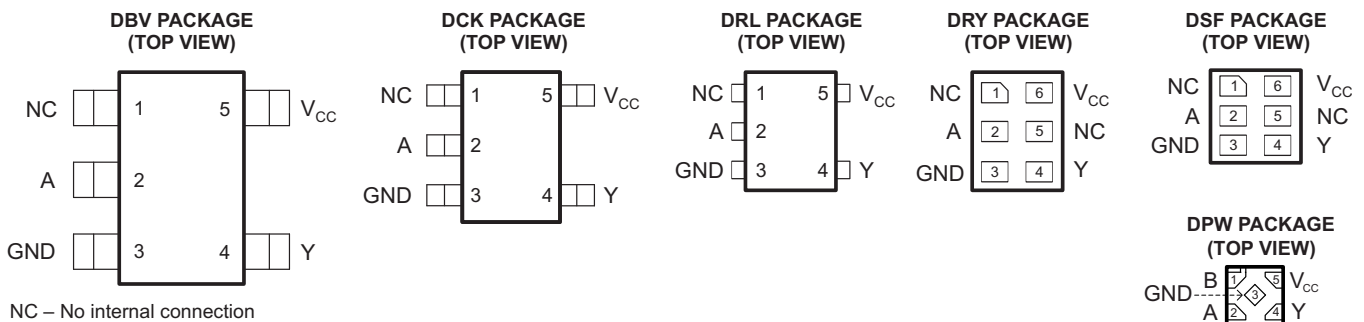 DBV PACKAGE
(TOP VIEW)
NC 1 5 VCC
A 2
GND 3 4 Y
DCK PACKAGE
(TOP VIEW)
NC 1 5 VCC
A 2
GND 3 4 Y
DRL PACKAGE
(TOP VIEW)
NC 1 5 VCC
A 2
GND 3 4 Y
DRY PACKAGE
(TOP VIEW)
NC 1 6 VCC
A 2 5 NC
GND 3 4 Y
DSF PACKAGE
(TOP VIEW)
NC 1 6 VCC
A 2 5 NC
GND 3 4 Y
DPW PACKAGE
(TOP VIEW)
B 1 5 VCC
GND 3
A 2 4 Y
NC – No internal connection